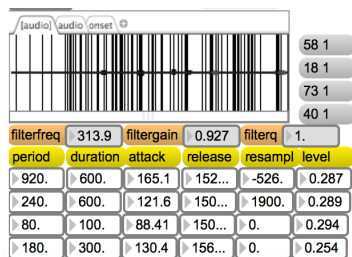 [audio] audio onset
58 1
18 1
73 1
40 1
filterfreq 313.9 filtergain 0.927 filterq 1.
period duration attack release resampl level
920. 600. 165.1 152... -526. 0.287
240. 600. 121.6 150... 1900. 0.289
80. 100. 88.41 150... 0. 0.294
180. 300. 130.4 156... 0. 0.254